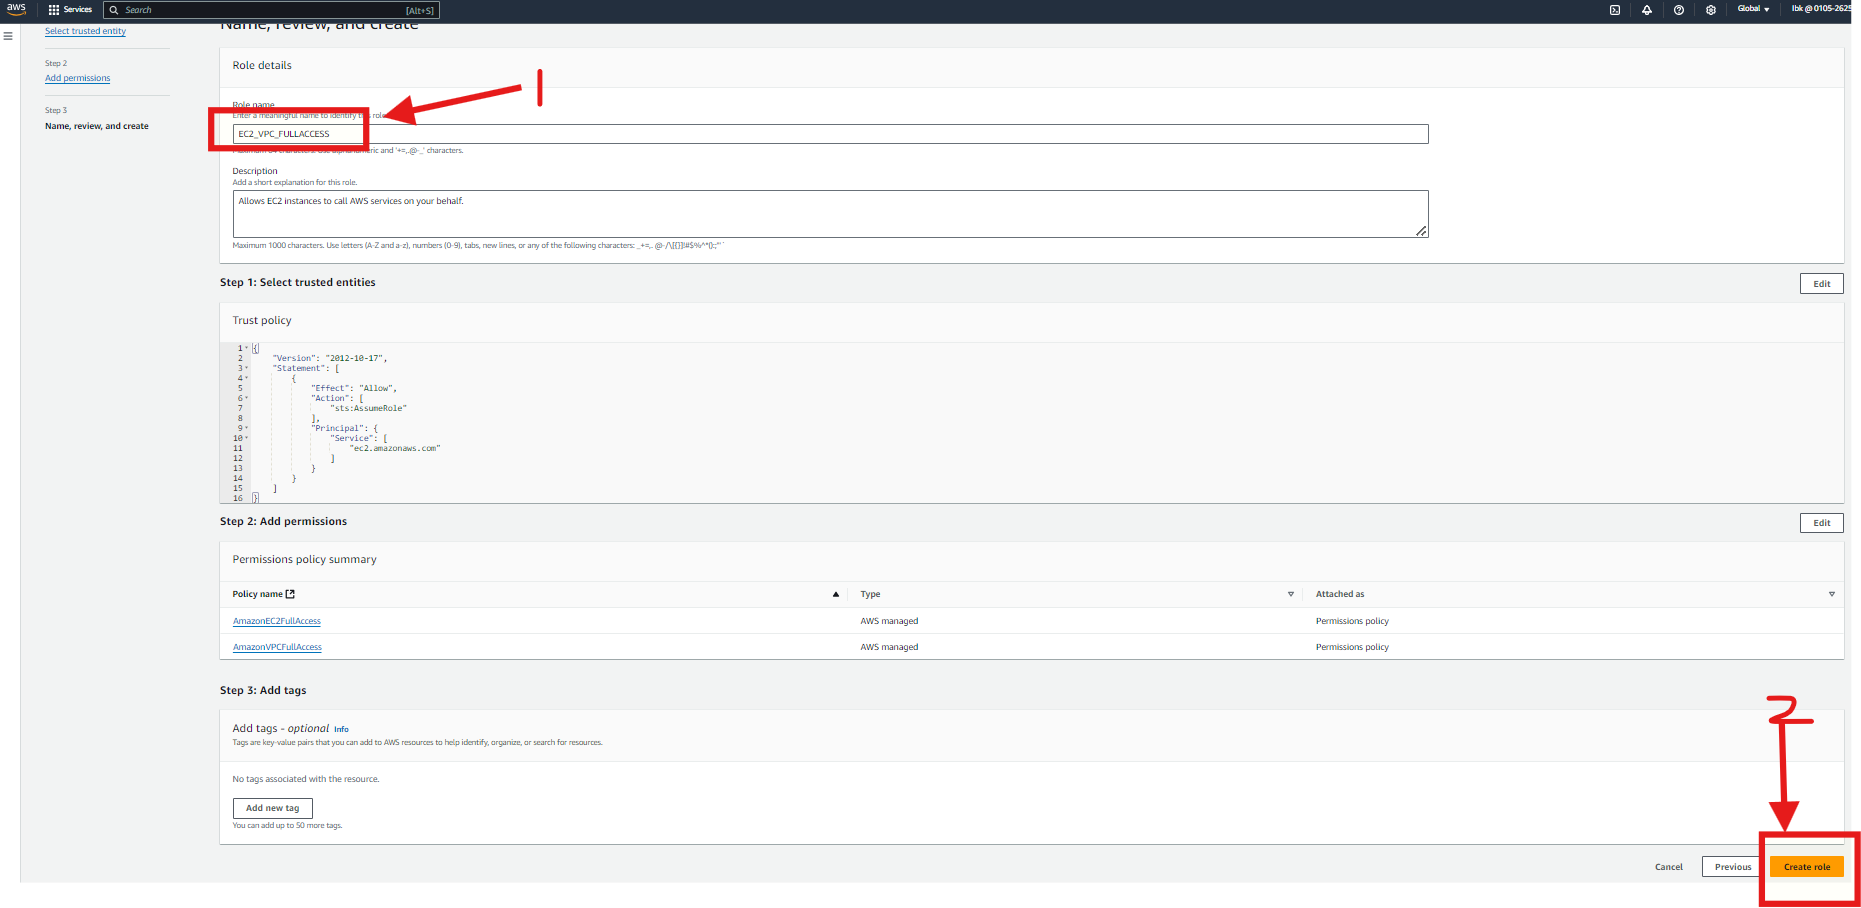 aws Services Search [Alt+S] Global Ibk @ 0105-2625
Name, review, and create
Select trusted entity
Step 2
Add permissions
Step 3
Name, review, and create
Role details
1
Role name
Enter a meaningful name to identify this role.
EC2_VPC_FULLACCESS
Maximum 64 characters. Use alphanumeric and '+=,.@-_' characters.
Description
Add a short explanation for this role.
Allows EC2 instances to call AWS services on your behalf.
Maximum 1000 characters. Use letters (A-Z and a-z), numbers (0-9), tabs, new lines, or any of the following characters:
Step 1: Select trusted entities
Edit
Trust policy
1 {
2 "Version": "2012-10-17",
3 "Statement": [
4 {
5 "Effect": "Allow",
6 "Action": [
7 "sts:AssumeRole"
8 ],
9 "Principal": {
10 "Service": [
11 "ec2.amazonaws.com"
12 ]
13 }
14 }
15 ]
16 }
Step 2: Add permissions
Edit
Permissions policy summary
Policy name Type Attached as
AmazonEC2FullAccess AWS managed Permissions policy
AmazonVPCFullAccess AWS managed Permissions policy
Step 3: Add tags
Add tags - optional Info
Tags are key-value pairs that you can add to AWS resources to help identify, organize, or search for resources.
2
No tags associated with the resource.
Add new tag
You can add up to 50 more tags.
Cancel Previous Create role